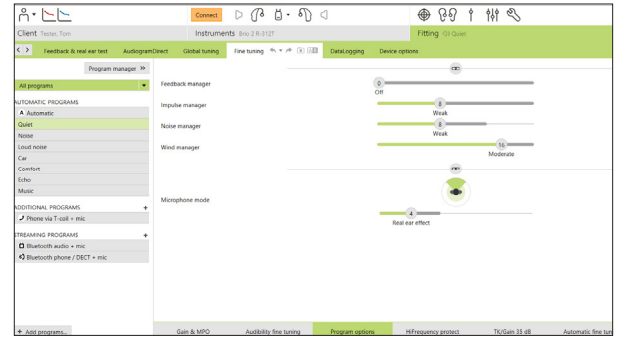 Connect
Client Tester, Tom
Instruments Brio 2 R-312T
Fitting G1 Quiet
Feedback & real ear test
AudiogramDirect
Global tuning
Fine tuning
DataLogging
Device options
Program manager
All programs
AUTOMATIC PROGRAMS
A Automatic
Quiet
Noise
Loud noise
Car
Comfort
Echo
Music
ADDITIONAL PROGRAMS +
Phone via T-coil + mic
STREAMING PROGRAMS +
Bluetooth audio + mic
Bluetooth phone / DECT + mic
+ Add programs...
Feedback manager
0
Off
Impulse manager
8
Weak
Noise manager
8
Weak
Wind manager
16
Moderate
Microphone mode
4
Real ear effect
Gain & MPO
Audibility fine tuning
Program options
HiFrequency protect
TK/Gain 35 dB
Automatic fine tun